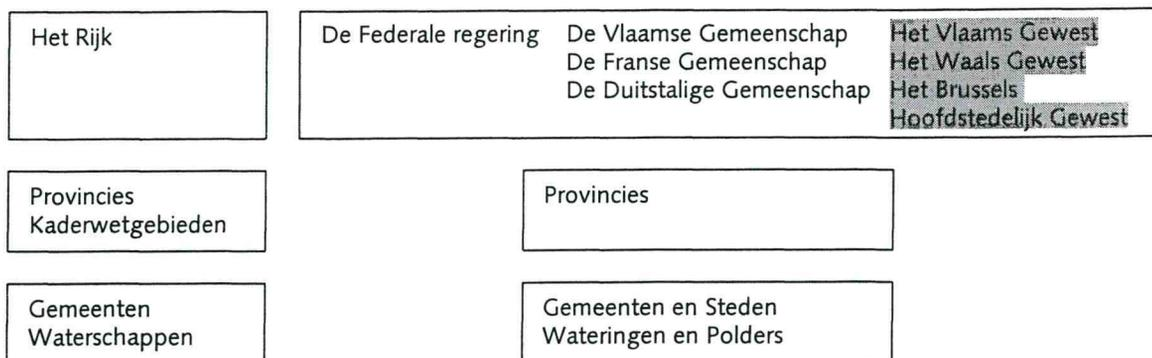 Het Rijk
De Federale regering
De Vlaamse Gemeenschap
De Franse Gemeenschap
De Duitstalige Gemeenschap
Het Vlaams Gewest
Het Waals Gewest
Het Brussels
Hoofdstedelijk Gewest
Provincies
Kaderwetgebieden
Provincies
Gemeenten
Waterschappen
Gemeenten en Steden
Wateringen en Polders